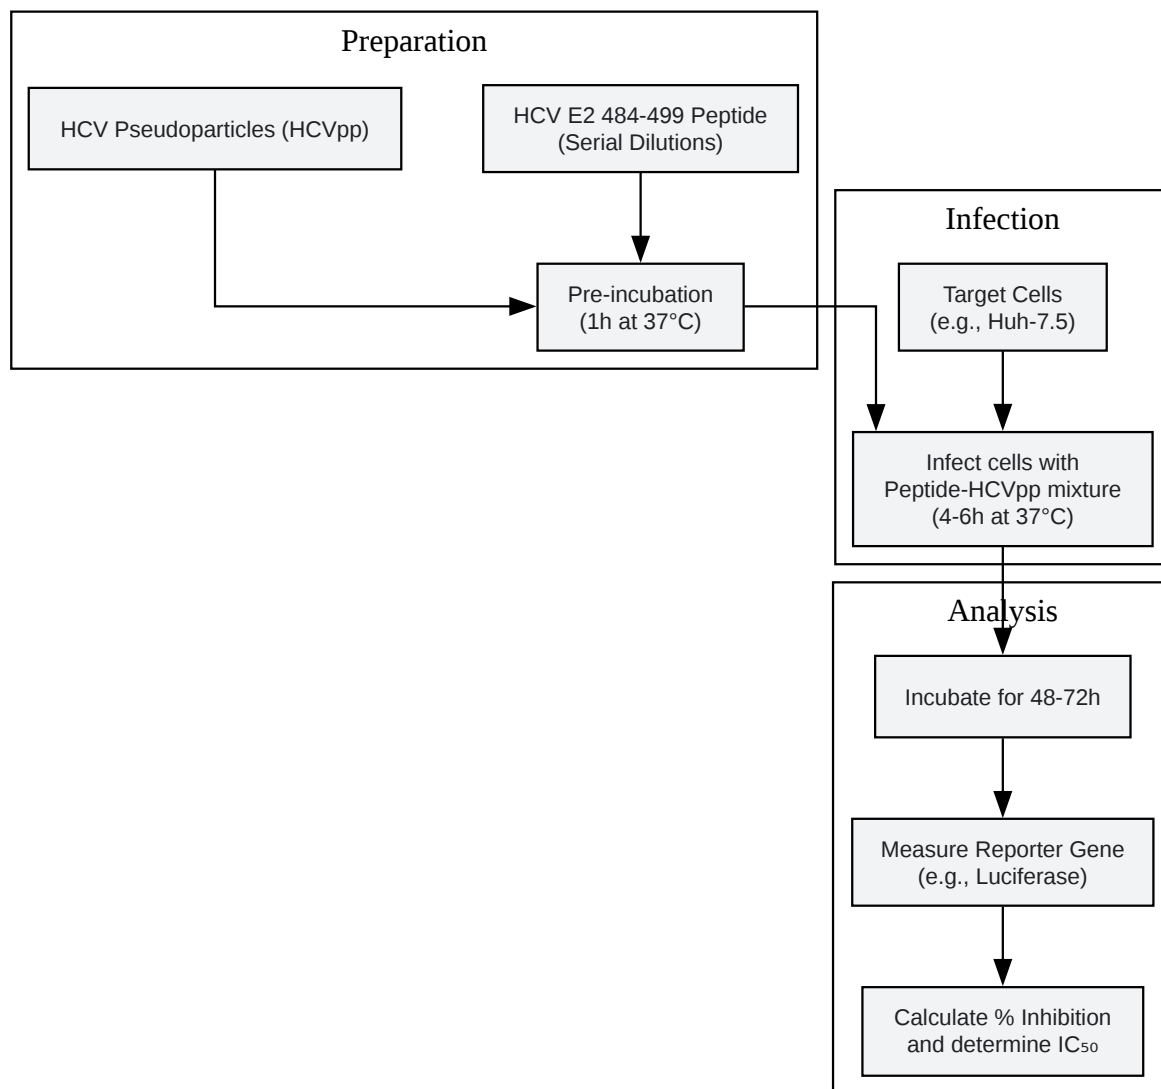 Preparation
HCV Pseudoparticles (HCVpp)
HCV E2 484-499 Peptide
(Serial Dilutions)
Pre-incubation
(1h at 37°C)
Infection
Target Cells
(e.g., Huh-7.5)
Infect cells with
Peptide-HCVpp mixture
(4-6h at 37°C)
Analysis
Incubate for 48-72h
Measure Reporter Gene
(e.g., Luciferase)
Calculate % Inhibition
and determine IC₅₀